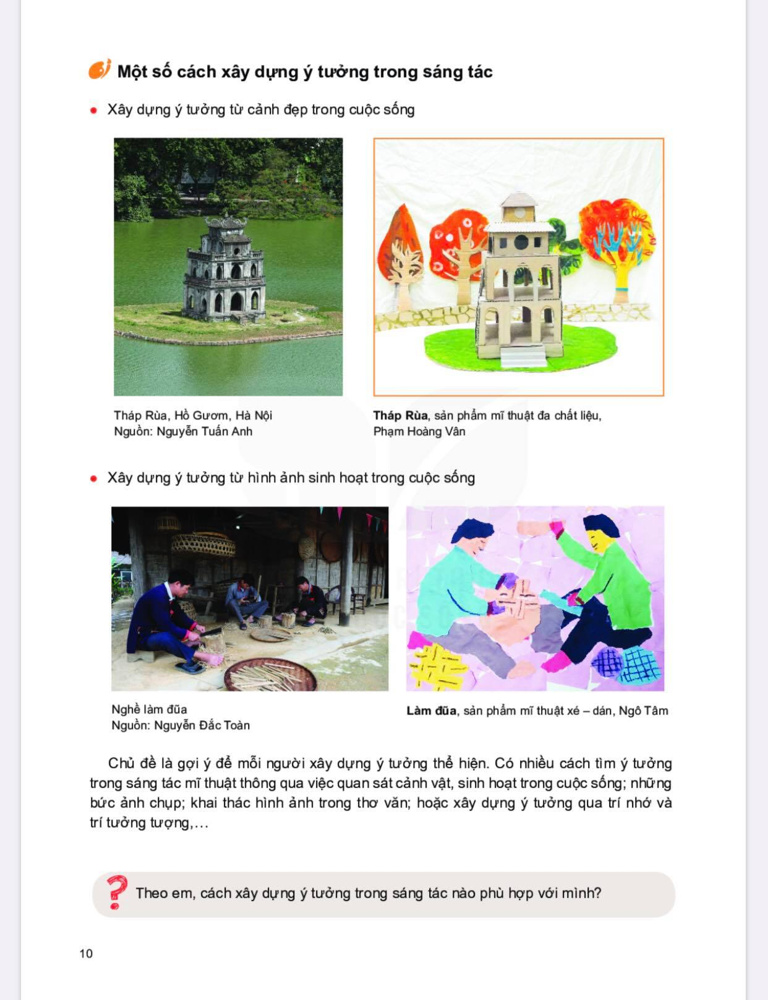 Một số cách xây dựng ý tưởng trong sáng tác
Xây dựng ý tưởng từ cảnh đẹp trong cuộc sống
Tháp Rùa, Hồ Gươm, Hà Nội
Nguồn: Nguyễn Tuấn Anh
Tháp Rùa, sản phẩm mĩ thuật đa chất liệu,
Phạm Hoàng Vân
Xây dựng ý tưởng từ hình ảnh sinh hoạt trong cuộc sống
Nghề làm đũa
Nguồn: Nguyễn Đắc Toàn
Làm đũa, sản phẩm mĩ thuật xé – dán, Ngô Tâm
Chủ đề là gợi ý để mỗi người xây dựng ý tưởng thể hiện. Có nhiều cách tìm ý tưởng
trong sáng tác mĩ thuật thông qua việc quan sát cảnh vật, sinh hoạt trong cuộc sống; những
bức ảnh chụp; khai thác hình ảnh trong thơ văn; hoặc xây dựng ý tưởng qua trí nhớ và
trí tưởng tượng,...
? Theo em, cách xây dựng ý tưởng trong sáng tác nào phù hợp với mình?
10